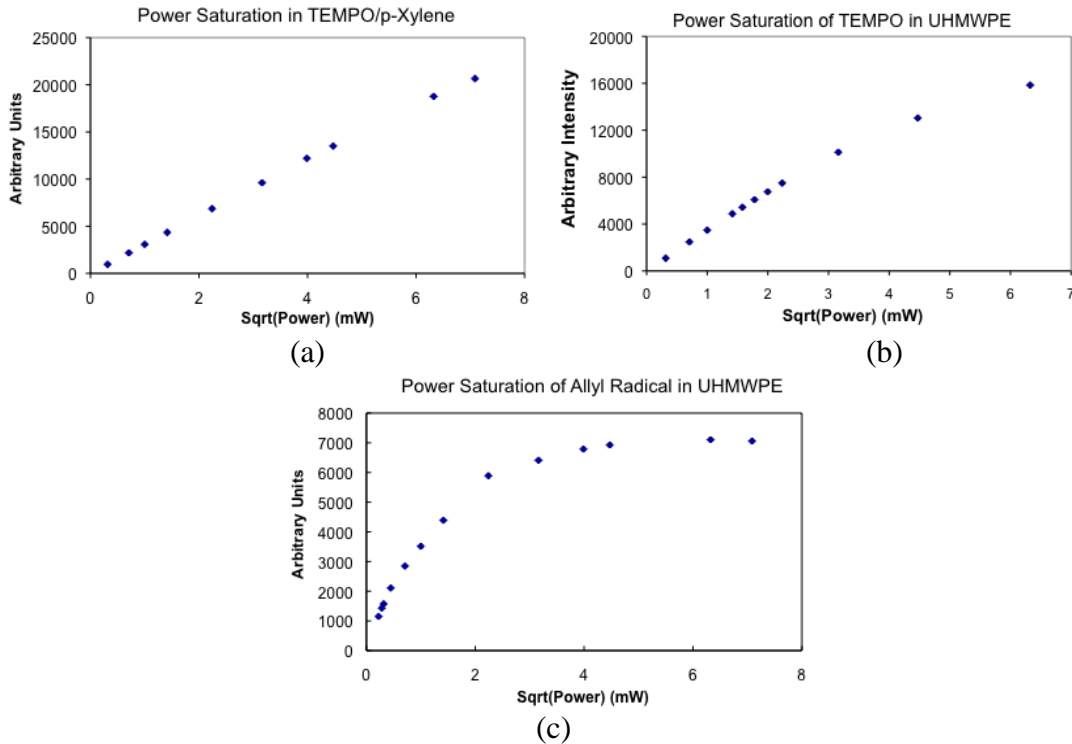 Power Saturation in TEMPO/p-Xylene
25000
20000
15000
10000
5000
0
0 2 4 6 8
Arbitrary Units
Sqrt(Power) (mW)
(a)
Power Saturation of TEMPO in UHMWPE
20000
16000
12000
8000
4000
0
0 1 2 3 4 5 6 7
Arbitrary Intensity
Sqrt(Power) (mW)
(b)
Power Saturation of Allyl Radical in UHMWPE
8000
7000
6000
5000
4000
3000
2000
1000
0
0 2 4 6 8
Arbitrary Units
Sqrt(Power) (mW)
(c)